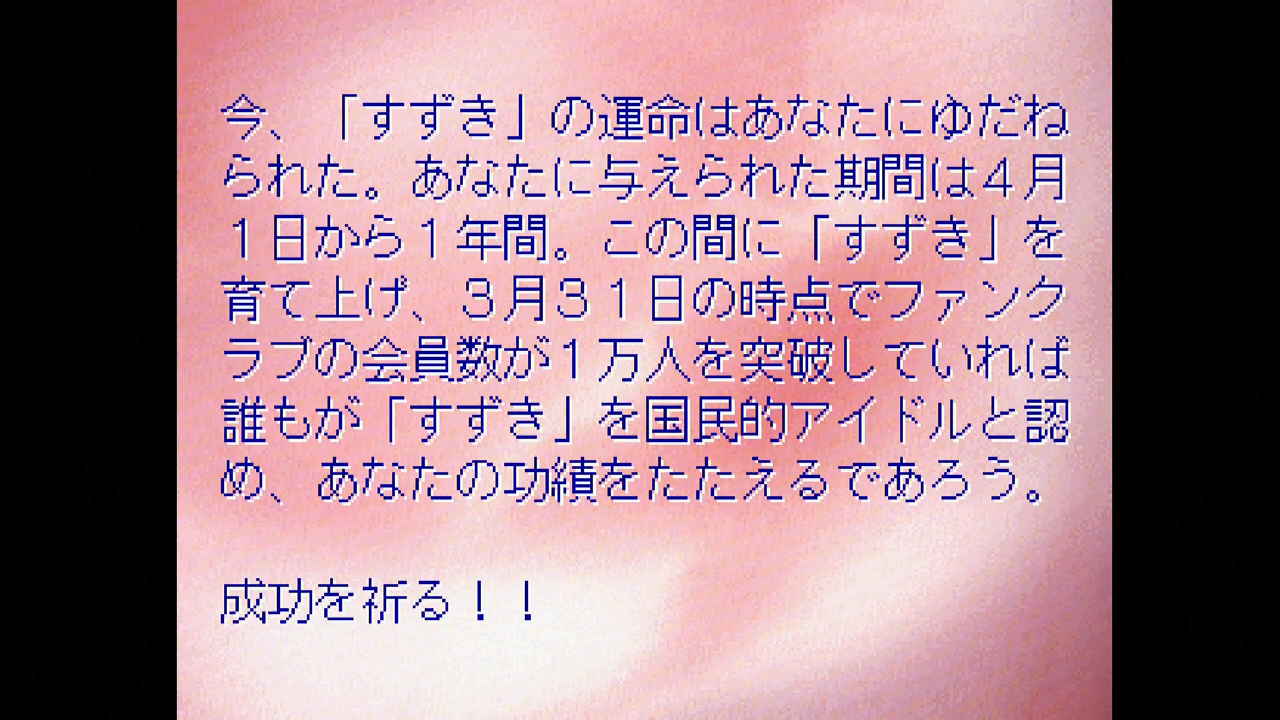 今、「すずき」の運命はあなたにゆだね
られた。あなたに与えられた期間は４月
１日から１年間。この間に「すずき」を
育て上げ、３月３１日の時点でファンク
ラブの会員数が１万人を突破していれば
誰もが「すずき」を国民的アイドルと認
め、あなたの功績をたたえるであろう。
成功を祈る！！